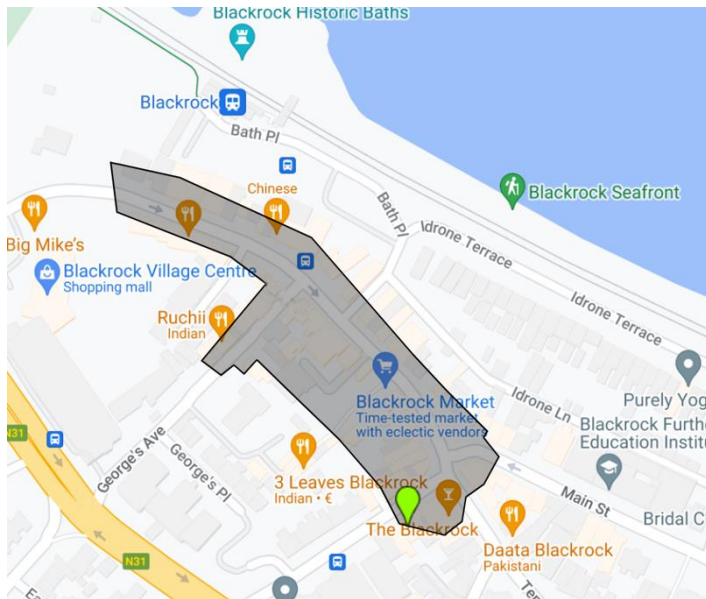 Blackrock Historic Baths
Blackrock
Bath Pl
Chinese
Blackrock Seafront
Bath Pl
Idrone Terrace
Big Mike's
Blackrock Village Centre
Shopping mall
Idrone Terrace
Ruchii
Indian
Purely Yog
Blackrock Market
Time-tested market
with eclectic vendors
Idrone Ln
Blackrock Furth
Education Institu
N31
George's Ave
George's Pl
3 Leaves Blackrock
Indian • €
Main St
Bridal C
The Blackrock
Daata Blackrock
Pakistani
N31
Te